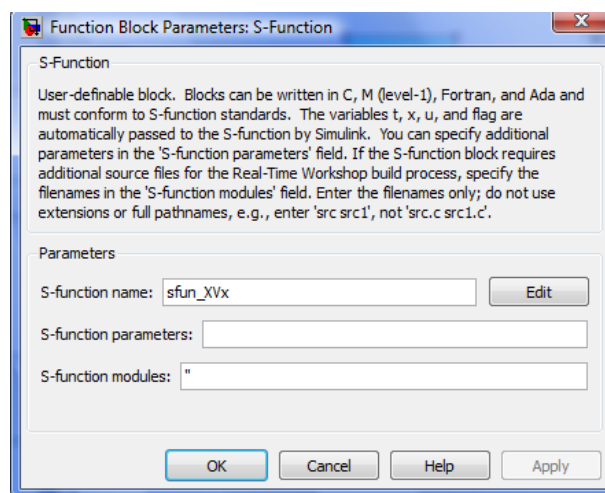 Function Block Parameters: S-Function
S-Function
User-definable block. Blocks can be written in C, M (level-1), Fortran, and Ada and
must conform to S-function standards. The variables t, x, u, and flag are
automatically passed to the S-function by Simulink. You can specify additional
parameters in the 'S-function parameters' field. If the S-function block requires
additional source files for the Real-Time Workshop build process, specify the
filenames in the 'S-function modules' field. Enter the filenames only; do not use
extensions or full pathnames, e.g., enter 'src src1', not 'src.c src1.c'.
Parameters
S-function name: sfun_XVx Edit
S-function parameters:
S-function modules: ''
OK Cancel Help Apply